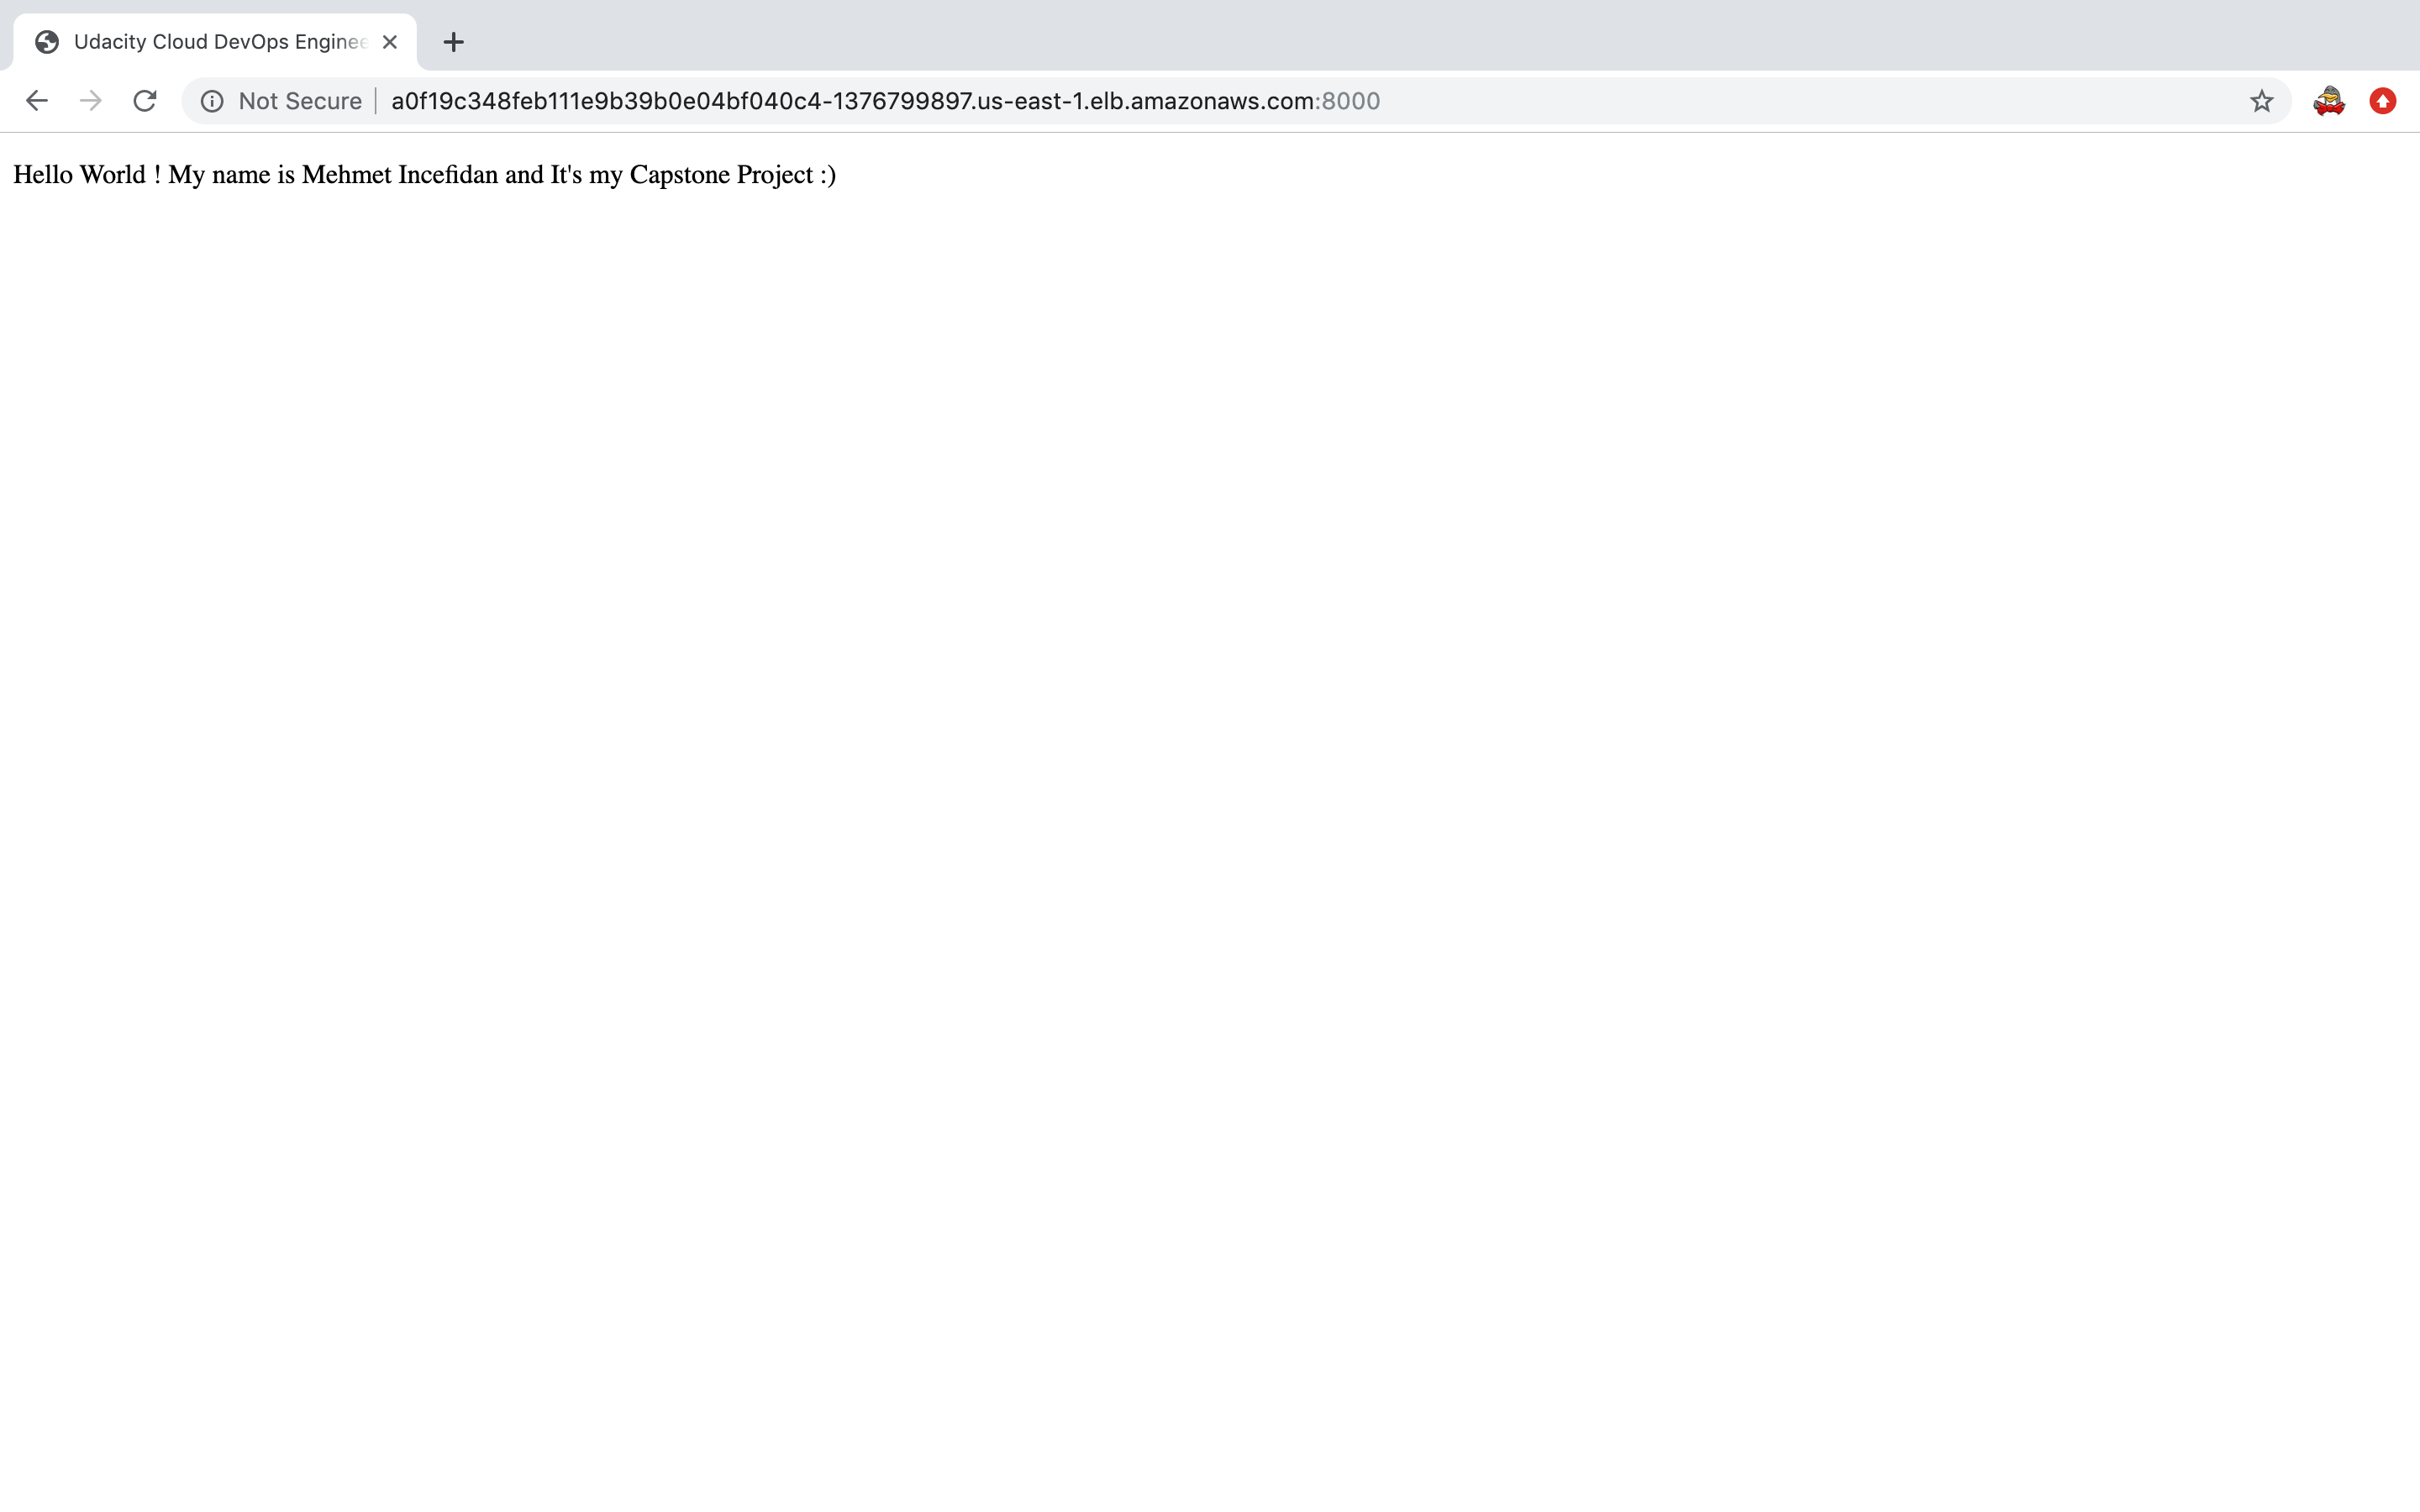 Udacity Cloud DevOps Enginee
Not Secure | a0f19c348feb111e9b39b0e04bf040c4-1376799897.us-east-1.elb.amazonaws.com:8000
Hello World ! My name is Mehmet Incefidan and It's my Capstone Project :)